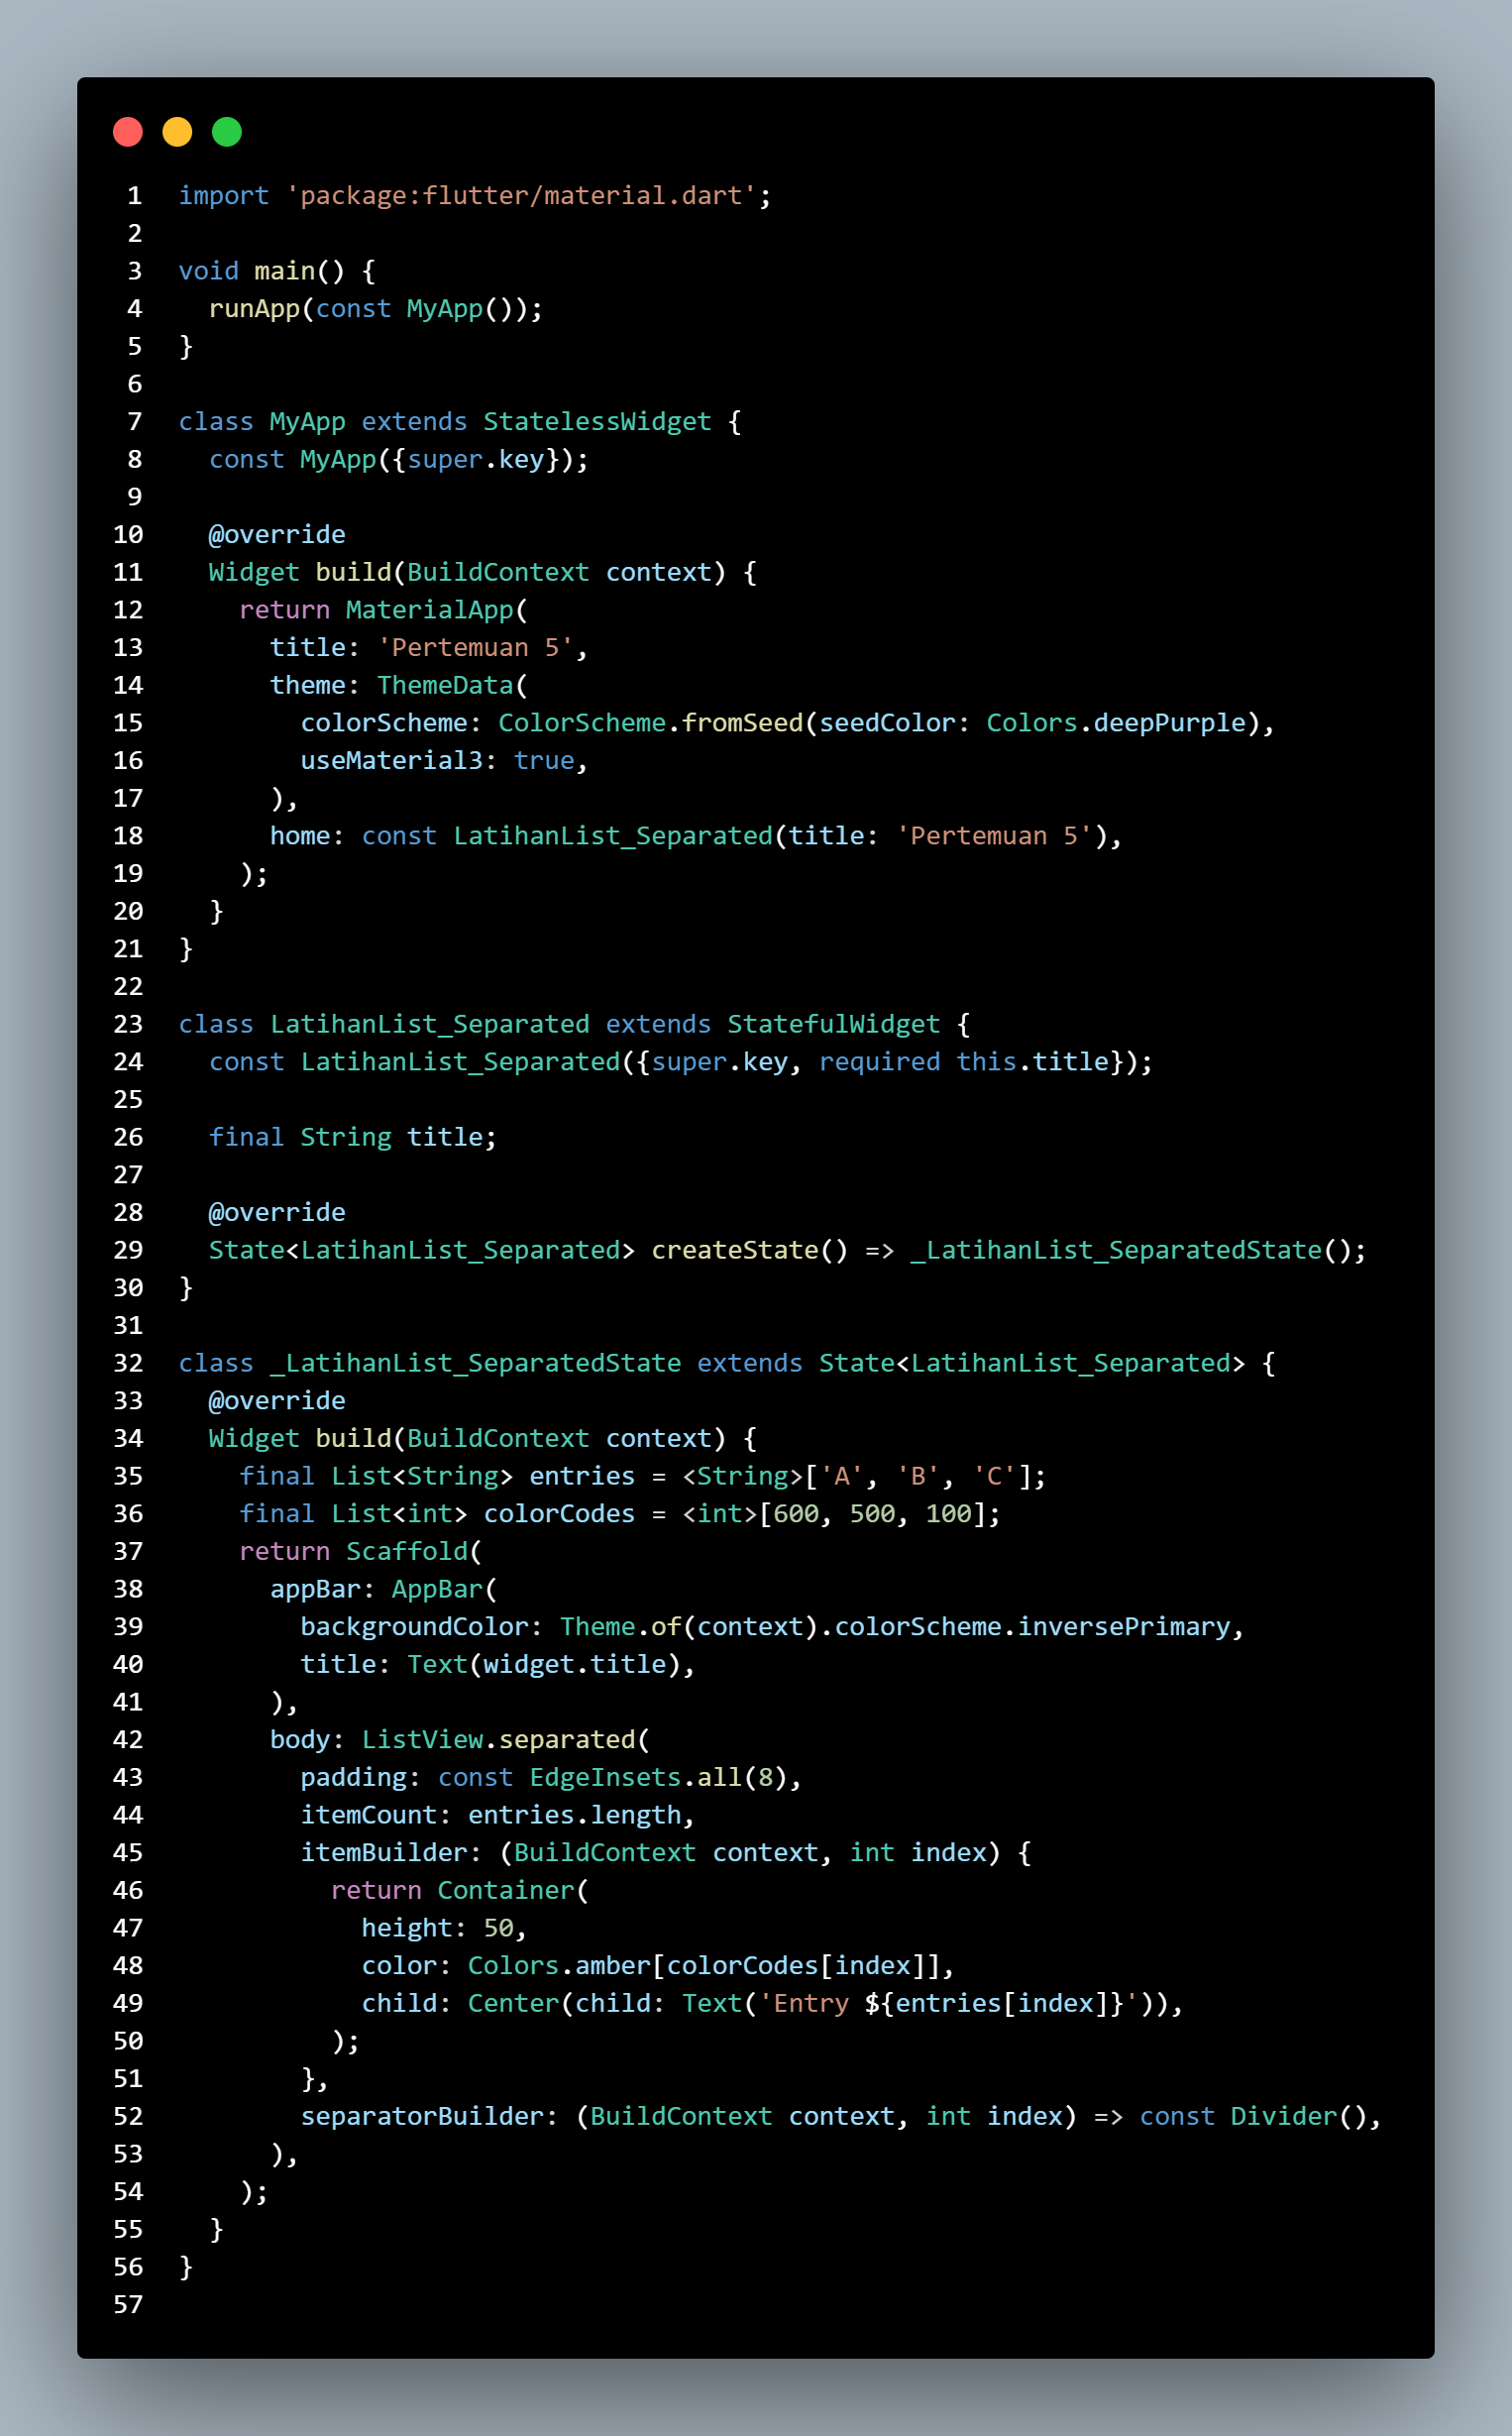 1 import 'package:flutter/material.dart';
2
3 void main() {
4   runApp(const MyApp());
5 }
6
7 class MyApp extends StatelessWidget {
8   const MyApp({super.key});
9
10   @override
11   Widget build(BuildContext context) {
12     return MaterialApp(
13       title: 'Pertemuan 5',
14       theme: ThemeData(
15         colorScheme: ColorScheme.fromSeed(seedColor: Colors.deepPurple),
16         useMaterial3: true,
17       ),
18       home: const LatihanList_Separated(title: 'Pertemuan 5'),
19     );
20   }
21 }
22
23 class LatihanList_Separated extends StatefulWidget {
24   const LatihanList_Separated({super.key, required this.title});
25
26   final String title;
27
28   @override
29   State<LatihanList_Separated> createState() => _LatihanList_SeparatedState();
30 }
31
32 class _LatihanList_SeparatedState extends State<LatihanList_Separated> {
33   @override
34   Widget build(BuildContext context) {
35     final List<String> entries = <String>['A', 'B', 'C'];
36     final List<int> colorCodes = <int>[600, 500, 100];
37     return Scaffold(
38       appBar: AppBar(
39         backgroundColor: Theme.of(context).colorScheme.inversePrimary,
40         title: Text(widget.title),
41       ),
42       body: ListView.separated(
43         padding: const EdgeInsets.all(8),
44         itemCount: entries.length,
45         itemBuilder: (BuildContext context, int index) {
46           return Container(
47             height: 50,
48             color: Colors.amber[colorCodes[index]],
49             child: Center(child: Text('Entry ${entries[index]}')),
50           );
51         },
52         separatorBuilder: (BuildContext context, int index) => const Divider(),
53       ),
54     );
55   }
56 }
57